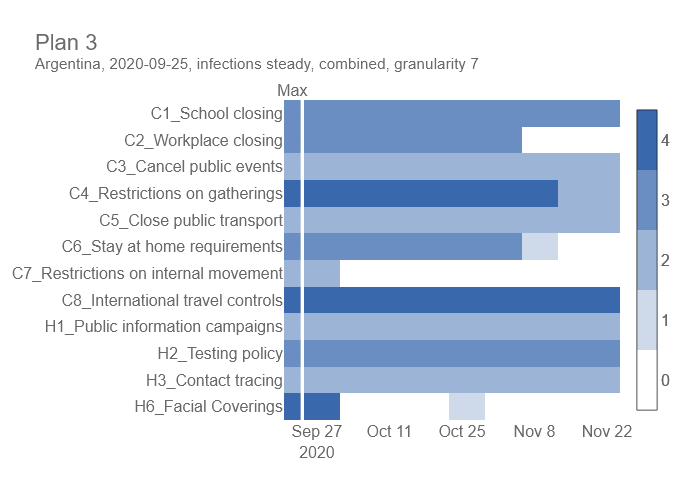 Plan 3
Argentina, 2020-09-25, infections steady, combined, granularity 7
Max
C1_School closing
C2_Workplace closing
C3_Cancel public events
C4_Restrictions on gatherings
C5_Close public transport
C6_Stay at home requirements
C7_Restrictions on internal movement
C8_International travel controls
H1_Public information campaigns
H2_Testing policy
H3_Contact tracing
H6_Facial Coverings
4
3
2
1
0
Sep 27 Oct 11 Oct 25 Nov 8 Nov 22
2020